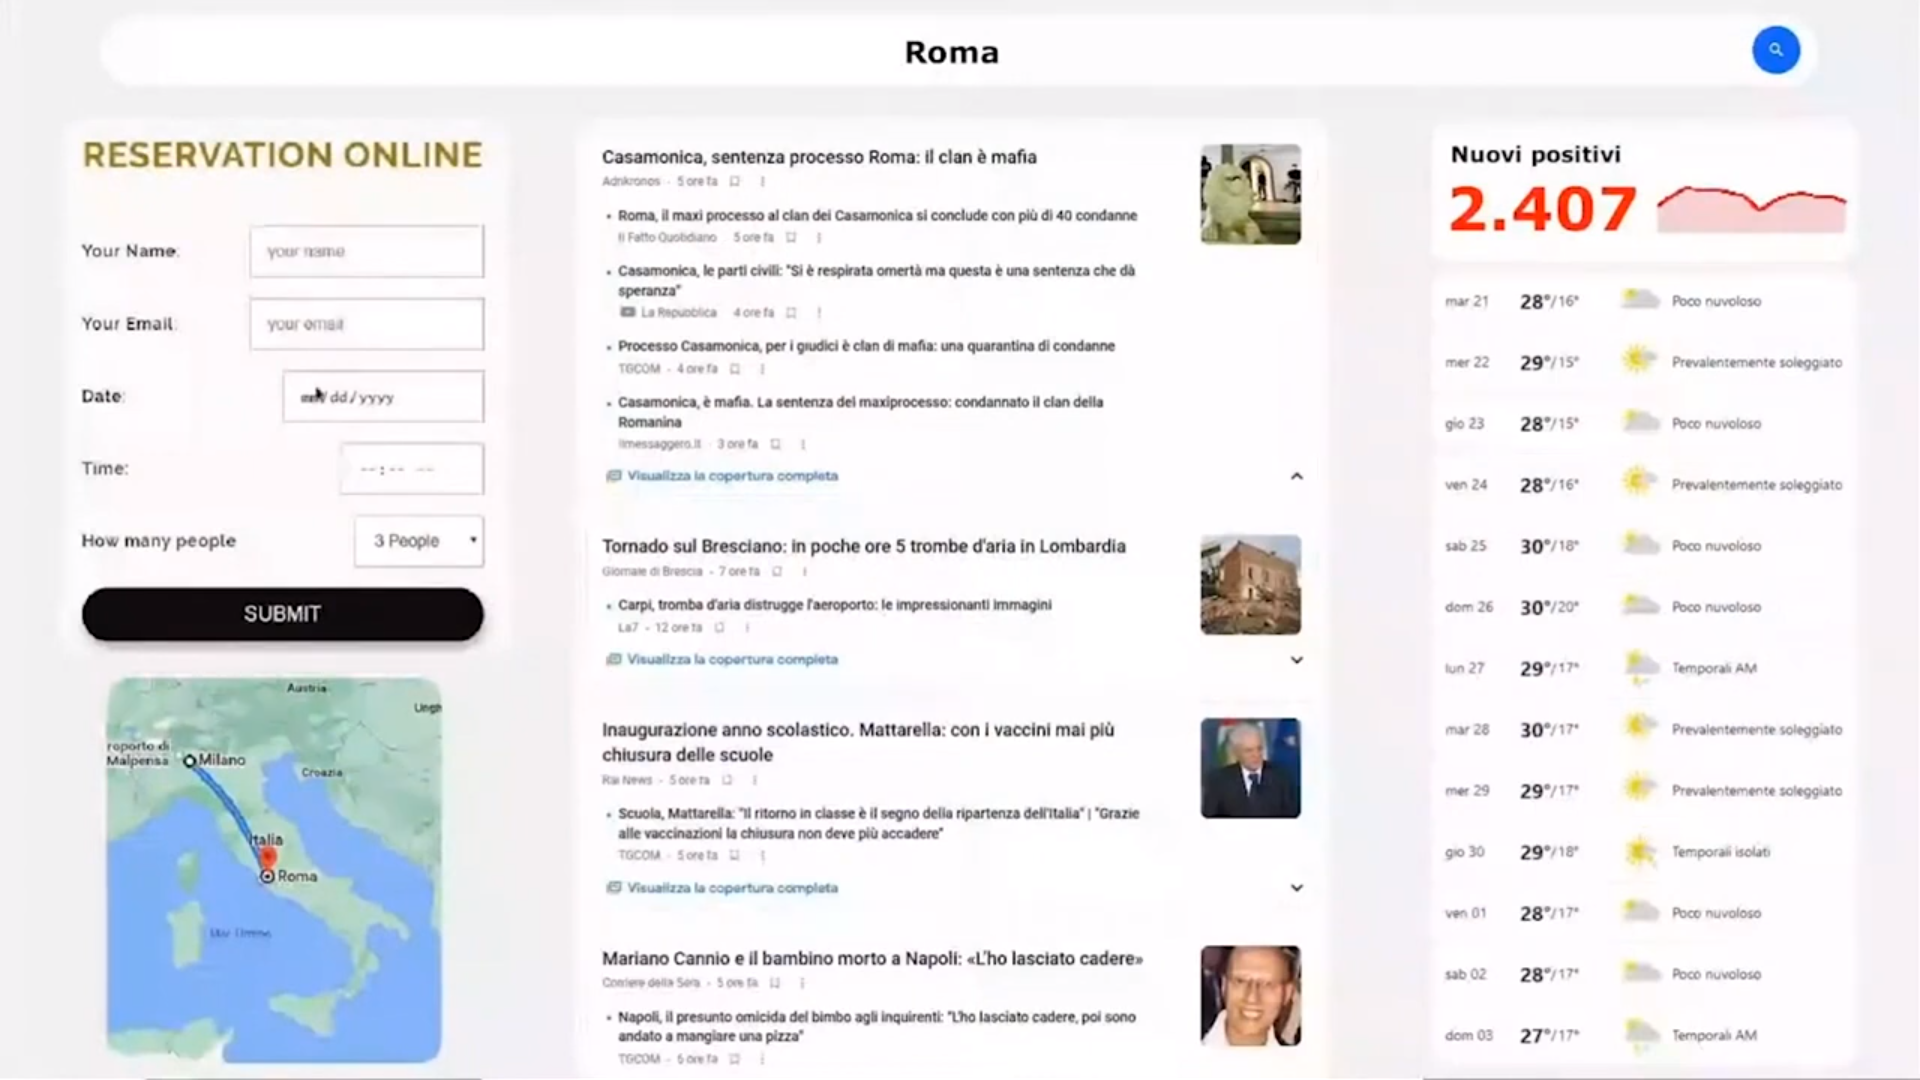 Roma
RESERVATION ONLINE
Your Name:
your name
Your Email:
your email
Date:
mm/dd/yyyy
Time:
--:-- --
How many people
3 People
SUBMIT
Austria
Ungh
roporto di
Malpensa
Milano
Croazia
Italia
Roma
Mar Tirreno
Casamonica, sentenza processo Roma: il clan è mafia
Adnkronos - 5 ore fa
Roma, il maxi processo al clan dei Casamonica si conclude con più di 40 condanne
Il Fatto Quotidiano 5 ore fa
Casamonica, le parti civili: "Si è respirata omertà ma questa è una sentenza che dà
speranza"
La Repubblica 4 ore fa
Processo Casamonica, per i giudici è clan di mafia: una quarantina di condanne
TGCOM - 4 ore fa
Casamonica, è mafia. La sentenza del maxiprocesso: condannato il clan della
Romanina
ilmessaggero.it - 3 ore fa
Visualizza la copertura completa
Tornado sul Bresciano: in poche ore 5 trombe d'aria in Lombardia
Giornale di Brescia - 7 ore fa
Carpi, tromba d'aria distrugge l'aeroporto: le impressionanti immagini
La7 - 12 ore fa
Visualizza la copertura completa
Inaugurazione anno scolastico. Mattarella: con i vaccini mai più
chiusura delle scuole
Rai News - 5 ore fa
Scuola, Mattarella: "Il ritorno in classe è il segno della ripartenza dell'Italia" | "Grazie
alle vaccinazioni la chiusura non deve più accadere"
TGCOM - 5 ore fa
Visualizza la copertura completa
Mariano Cannio e il bambino morto a Napoli: «L'ho lasciato cadere»
Corriere della Sera - 5 ore fa
Napoli, il presunto omicida del bimbo agli inquirenti: "L'ho lasciato cadere, poi sono
andato a mangiare una pizza"
TGCOM - 5 ore fa
Nuovi positivi
2.407
mar 21 28°/16° Poco nuvoloso
mer 22 29°/15° Prevalentemente soleggiato
gio 23 28°/15° Poco nuvoloso
ven 24 28°/16° Prevalentemente soleggiato
sab 25 30°/18° Poco nuvoloso
dom 26 30°/20° Poco nuvoloso
lun 27 29°/17° Temporali AM
mar 28 30°/17° Prevalentemente soleggiato
mer 29 29°/17° Prevalentemente soleggiato
gio 30 29°/18° Temporali isolati
ven 01 28°/17° Poco nuvoloso
sab 02 28°/17° Poco nuvoloso
dom 03 27°/17° Temporali AM